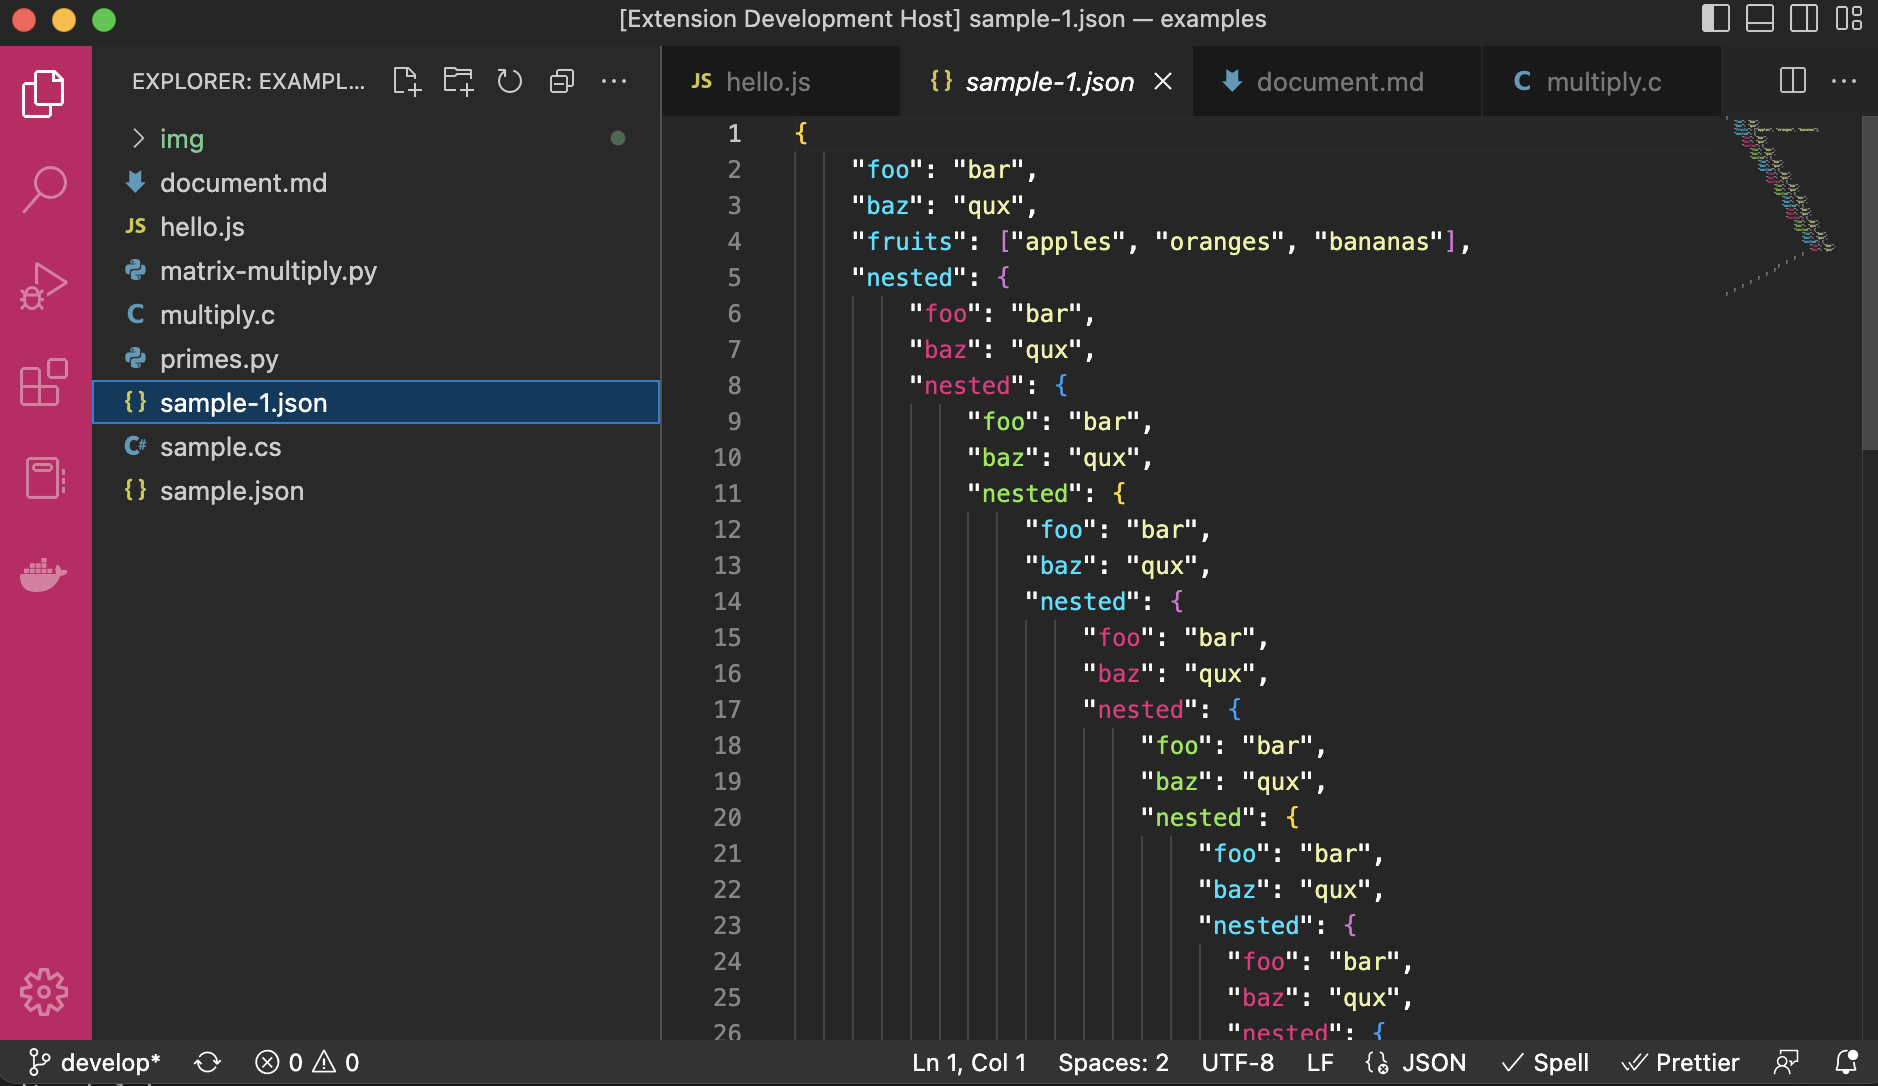 [Extension Development Host] sample-1.json — examples
EXPLORER: EXAMPL...
img
document.md
JS hello.js
matrix-multiply.py
C multiply.c
primes.py
{} sample-1.json
C# sample.cs
{} sample.json
JS hello.js {} sample-1.json document.md C multiply.c
1 {
2 "foo": "bar",
3 "baz": "qux",
4 "fruits": ["apples", "oranges", "bananas"],
5 "nested": {
6 "foo": "bar",
7 "baz": "qux",
8 "nested": {
9 "foo": "bar",
10 "baz": "qux",
11 "nested": {
12 "foo": "bar",
13 "baz": "qux",
14 "nested": {
15 "foo": "bar",
16 "baz": "qux",
17 "nested": {
18 "foo": "bar",
19 "baz": "qux",
20 "nested": {
21 "foo": "bar",
22 "baz": "qux",
23 "nested": {
24 "foo": "bar",
25 "baz": "qux",
26 "nested": {
develop* 0 0 Ln 1, Col 1 Spaces: 2 UTF-8 LF JSON Spell Prettier